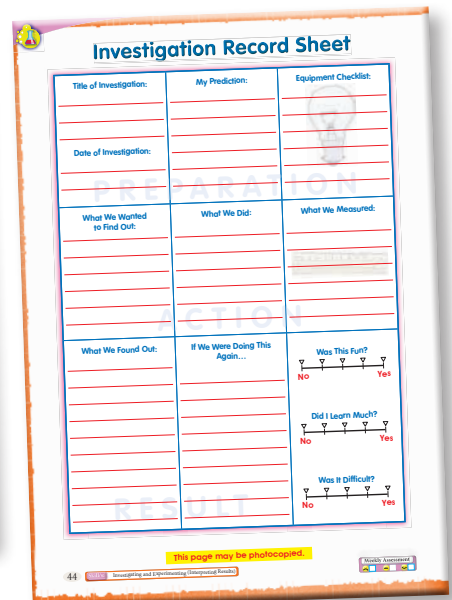 Investigation Record Sheet
Title of Investigation:
Date of Investigation:
My Prediction:
Equipment Checklist:
PREPARATION
What We Wanted
to Find Out:
What We Did:
What We Measured:
ACTION
What We Found Out:
If We Were Doing This
Again...
Was This Fun?
No Yes
Did I Learn Much?
No Yes
Was It Difficult?
No Yes
RESULT
This page may be photocopied.
44
Investigating and Experimenting (Interpreting Results)
Weekly Assessment